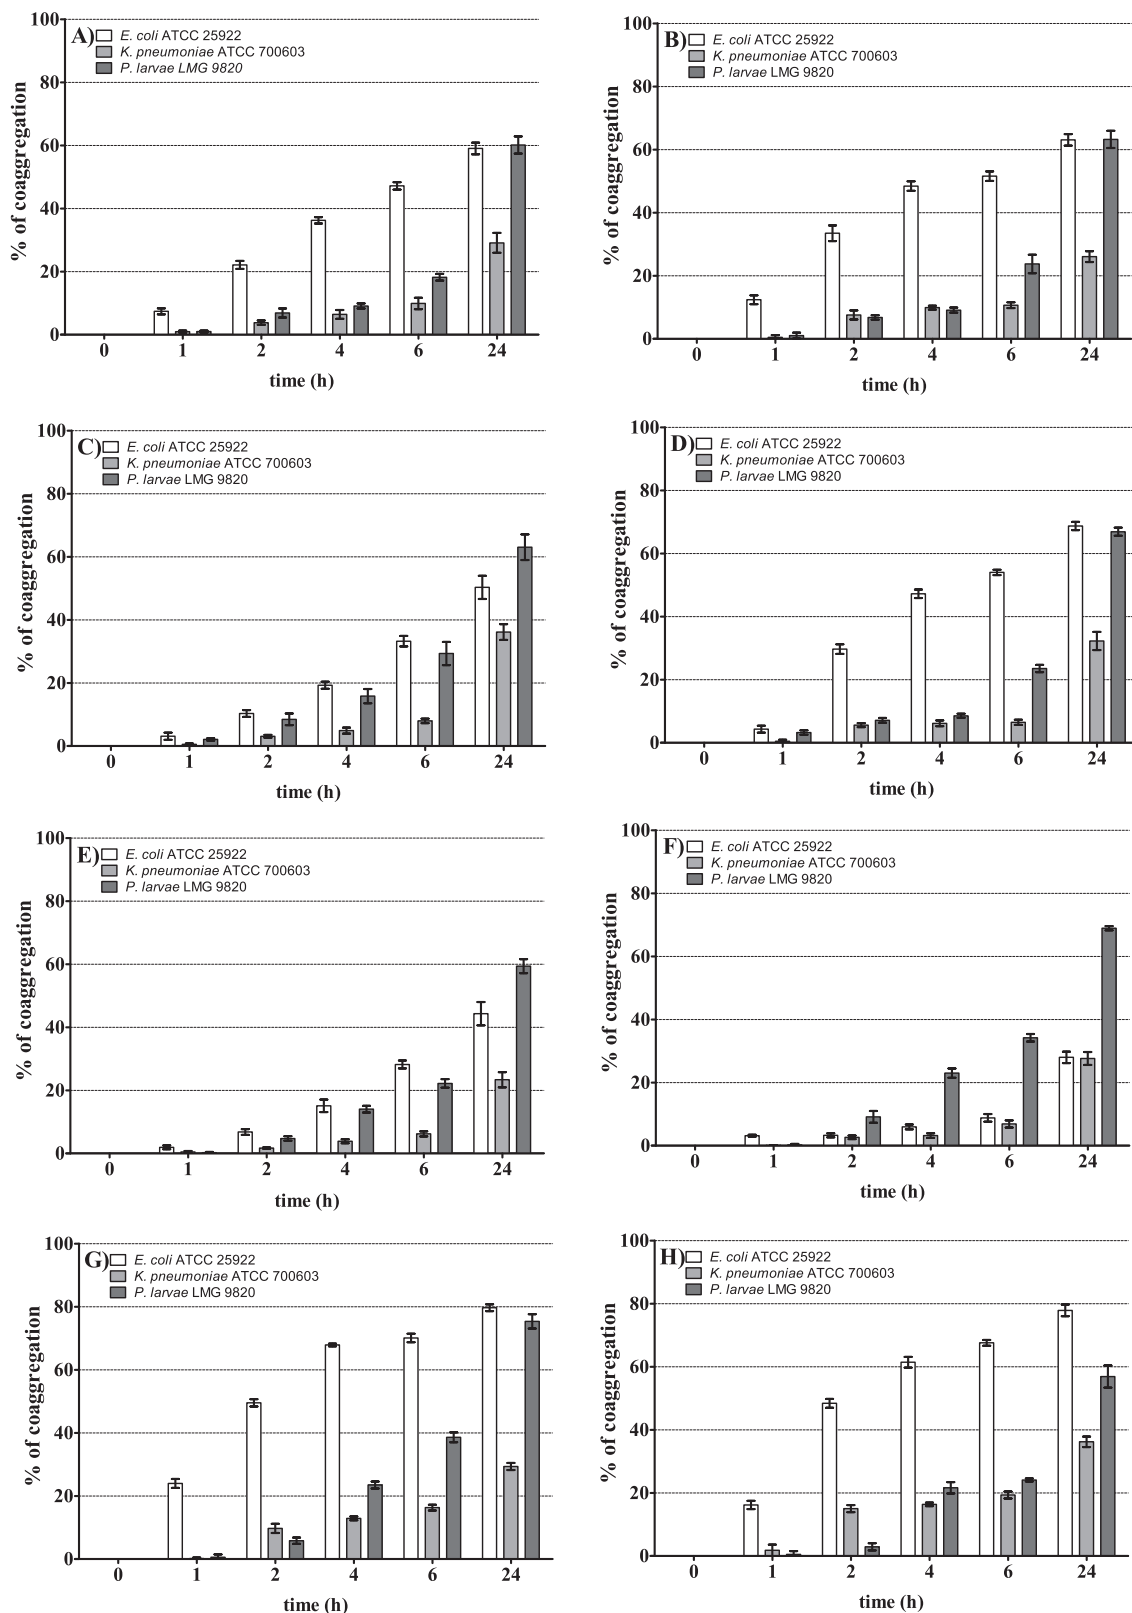 A)
E. coli ATCC 25922
K. pneumoniae ATCC 700603
P. larvae LMG 9820
% of coaggregation
100
80
60
40
20
0
0 1 2 4 6 24
time (h)
B)
E. coli ATCC 25922
K. pneumoniae ATCC 700603
P. larvae LMG 9820
% of coaggregation
100
80
60
40
20
0
0 1 2 4 6 24
time (h)
C)
E. coli ATCC 25922
K. pneumoniae ATCC 700603
P. larvae LMG 9820
% of coaggregation
100
80
60
40
20
0
0 1 2 4 6 24
time (h)
D)
E. coli ATCC 25922
K. pneumoniae ATCC 700603
P. larvae LMG 9820
% of coaggregation
100
80
60
40
20
0
0 1 2 4 6 24
time (h)
E)
E. coli ATCC 25922
K. pneumoniae ATCC 700603
P. larvae LMG 9820
% of coaggregation
100
80
60
40
20
0
0 1 2 4 6 24
time (h)
F)
E. coli ATCC 25922
K. pneumoniae ATCC 700603
P. larvae LMG 9820
% of coaggregation
100
80
60
40
20
0
0 1 2 4 6 24
time (h)
G)
E. coli ATCC 25922
K. pneumoniae ATCC 700603
P. larvae LMG 9820
% of coaggregation
100
80
60
40
20
0
0 1 2 4 6 24
time (h)
H)
E. coli ATCC 25922
K. pneumoniae ATCC 700603
P. larvae LMG 9820
% of coaggregation
100
80
60
40
20
0
0 1 2 4 6 24
time (h)